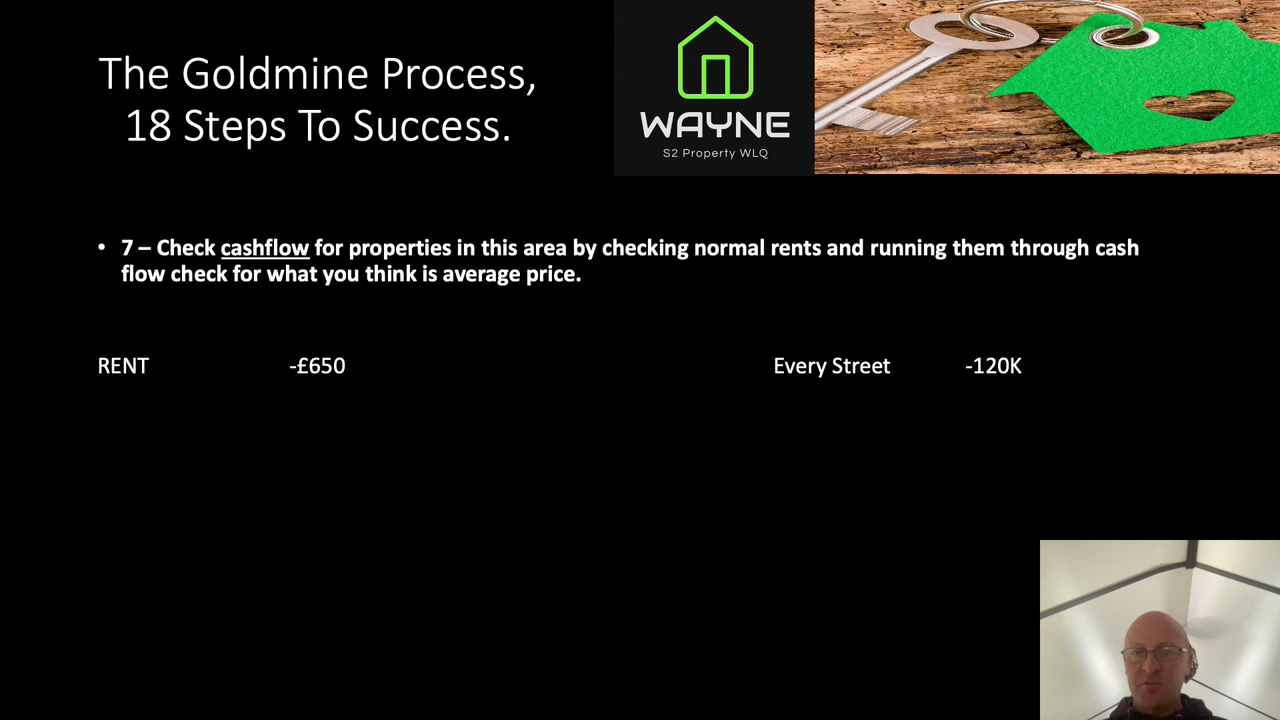 The Goldmine Process,
18 Steps To Success.
WAYNE
S2 Property WLQ
• 7 – Check cashflow for properties in this area by checking normal rents and running them through cash
flow check for what you think is average price.
RENT -£650 Every Street -120K